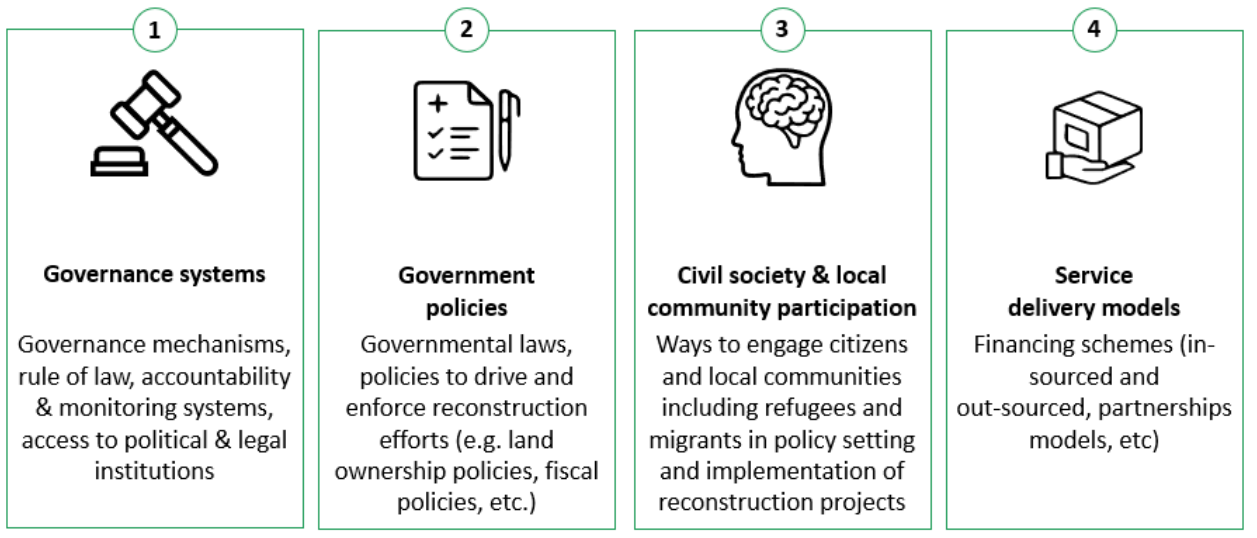 1
Governance systems
Governance mechanisms,
rule of law, accountability
& monitoring systems,
access to political & legal
institutions
2
Government
policies
Governmental laws,
policies to drive and
enforce reconstruction
efforts (e.g. land
ownership policies, fiscal
policies, etc.)
3
Civil society & local
community participation
Ways to engage citizens
and local communities
including refugees and
migrants in policy setting
and implementation of
reconstruction projects
4
Service
delivery models
Financing schemes (in-
sourced and
out-sourced, partnerships
models, etc)